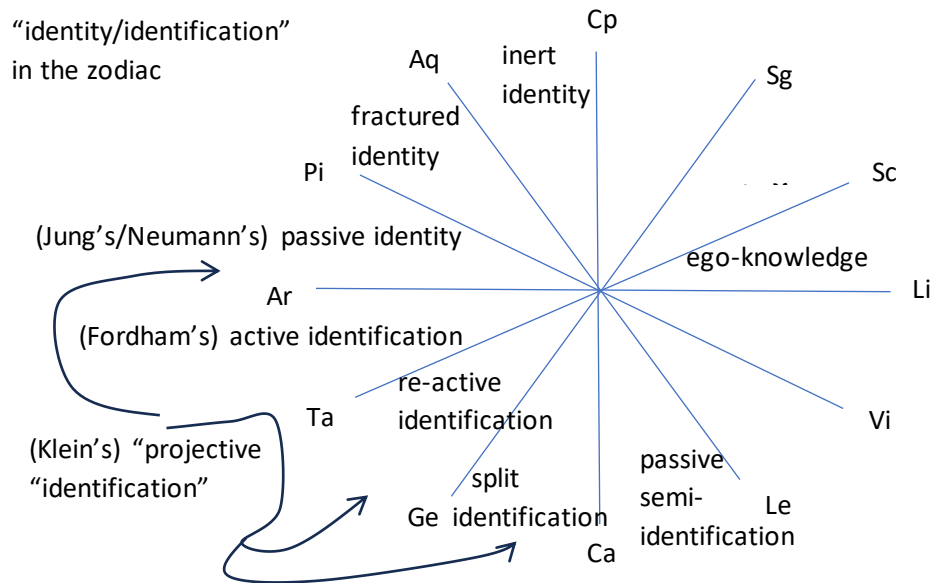 “identity/identification”
in the zodiac
Cp
Aq
inert
identity
Sg
fractured
identity
Pi
Sc
(Jung’s/Neumann’s) passive identity
ego-knowledge
Ar
Li
(Fordham’s) active identification
re-active
identification
Ta
Vi
(Klein’s) “projective
“identification”
passive
semi-
identification
split
Ge identification
Le
Ca